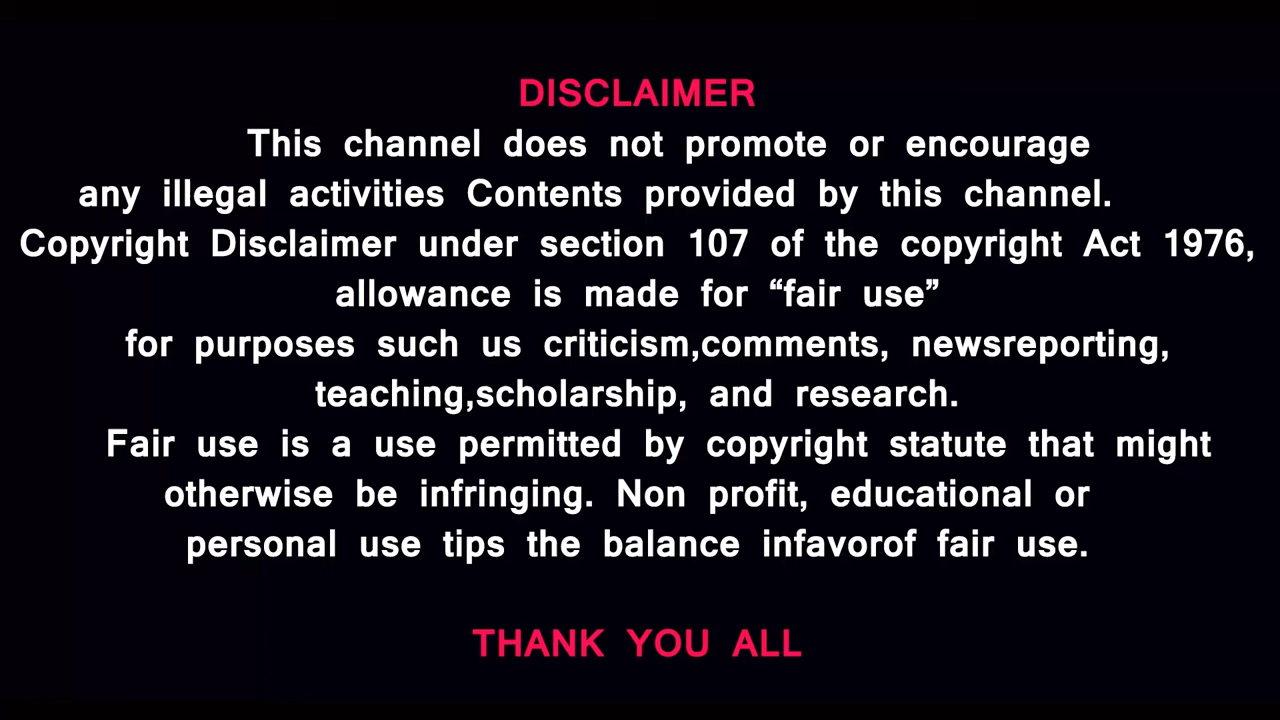 DISCLAIMER
This channel does not promote or encourage
any illegal activities Contents provided by this channel.
Copyright Disclaimer under section 107 of the copyright Act 1976,
allowance is made for “fair use”
for purposes such us criticism,comments, newsreporting,
teaching,scholarship, and research.
Fair use is a use permitted by copyright statute that might
otherwise be infringing. Non profit, educational or
personal use tips the balance infavorof fair use.
THANK YOU ALL